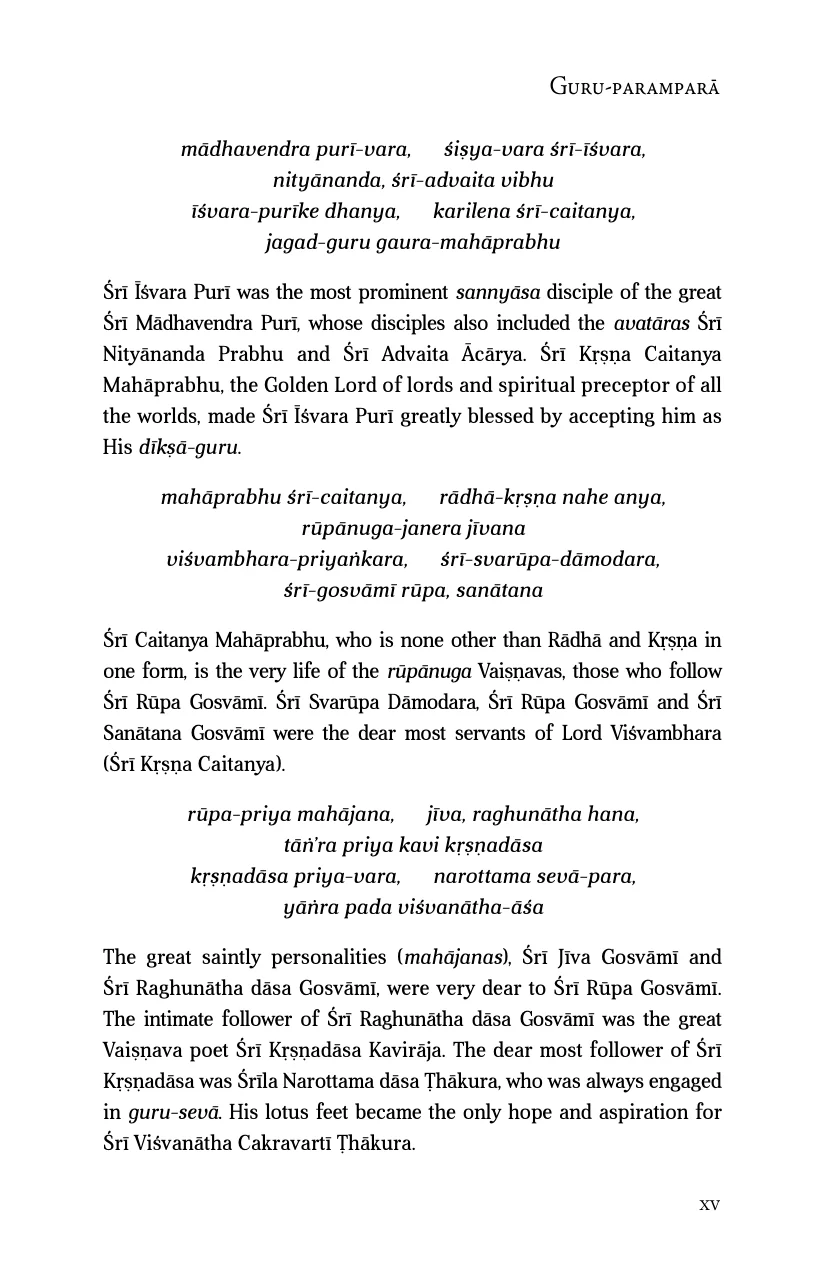 Guru-paramparā
mādhavendra purī-vara, śiṣya-vara śrī-īśvara,
nityānanda, śrī-advaita vibhu
īśvara-purīke dhanya, karilena śrī-caitanya,
jagad-guru gaura-mahāprabhu
Śrī Īśvara Purī was the most prominent sannyāsa disciple of the great
Śrī Mādhavendra Purī, whose disciples also included the avatāras Śrī
Nityānanda Prabhu and Śrī Advaita Ācārya. Śrī Kṛṣṇa Caitanya
Mahāprabhu, the Golden Lord of lords and spiritual preceptor of all
the worlds, made Śrī Īśvara Purī greatly blessed by accepting him as
His dīkṣā-guru.
mahāprabhu śrī-caitanya, rādhā-kṛṣṇa nahe anya,
rūpānuga-janera jīvana
viśvambhara-priyaṅkara, śrī-svarūpa-dāmodara,
śrī-gosvāmī rūpa, sanātana
Śrī Caitanya Mahāprabhu, who is none other than Rādhā and Kṛṣṇa in
one form, is the very life of the rūpānuga Vaiṣṇavas, those who follow
Śrī Rūpa Gosvāmī. Śrī Svarūpa Dāmodara, Śrī Rūpa Gosvāmī and Śrī
Sanātana Gosvāmī were the dear most servants of Lord Viśvambhara
(Śrī Kṛṣṇa Caitanya).
rūpa-priya mahājana, jīva, raghunātha hana,
tāṅ’ra priya kavi kṛṣṇadāsa
kṛṣṇadāsa priya-vara, narottama sevā-para,
yāṅra pada viśvanātha-āśa
The great saintly personalities (mahājanas), Śrī Jīva Gosvāmī and
Śrī Raghunātha dāsa Gosvāmī, were very dear to Śrī Rūpa Gosvāmī.
The intimate follower of Śrī Raghunātha dāsa Gosvāmī was the great
Vaiṣṇava poet Śrī Kṛṣṇadāsa Kavirāja. The dear most follower of Śrī
Kṛṣṇadāsa was Śrīla Narottama dāsa Ṭhākura, who was always engaged
in guru-sevā. His lotus feet became the only hope and aspiration for
Śrī Viśvanātha Cakravartī Ṭhākura.
xv